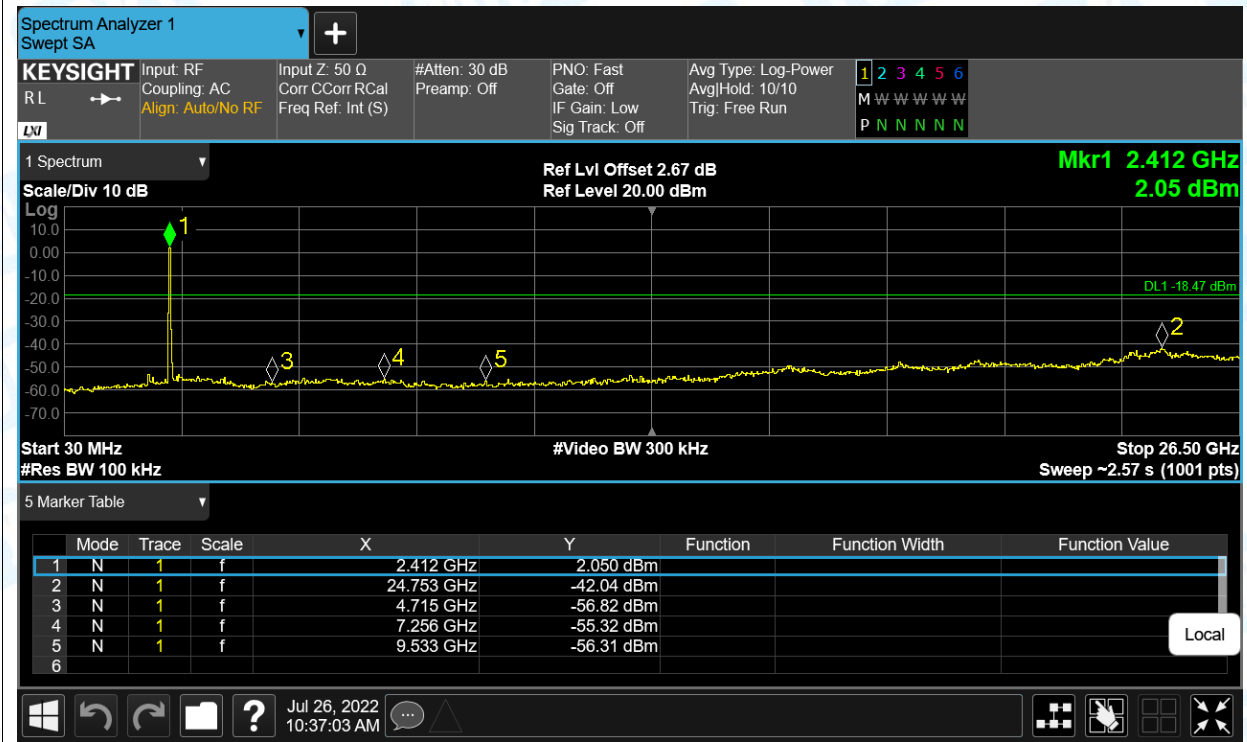 Spectrum Analyzer 1
Swept SA
+
KEYSIGHT
R L
LXI
Input: RF
Coupling: AC
Align: Auto/No RF
Input Z: 50 Ω
Corr CCorr RCal
Freq Ref: Int (S)
#Atten: 30 dB
Preamp: Off
PNO: Fast
Gate: Off
IF Gain: Low
Sig Track: Off
Avg Type: Log-Power
Avg|Hold: 10/10
Trig: Free Run
1 2 3 4 5 6
M W W W W W
P N N N N N
1 Spectrum
Scale/Div 10 dB
Ref Lvl Offset 2.67 dB
Ref Level 20.00 dBm
Mkr1 2.412 GHz
2.05 dBm
Log
10.0
0.00
-10.0
-20.0
-30.0
-40.0
-50.0
-60.0
-70.0
1
DL1 -18.47 dBm
2
3
4
5
Start 30 MHz
#Res BW 100 kHz
#Video BW 300 kHz
Stop 26.50 GHz
Sweep ~2.57 s (1001 pts)
5 Marker Table
Mode Trace Scale X Y Function Function Width Function Value
1 N 1 f 2.412 GHz 2.050 dBm
2 N 1 f 24.753 GHz -42.04 dBm
3 N 1 f 4.715 GHz -56.82 dBm
4 N 1 f 7.256 GHz -55.32 dBm
5 N 1 f 9.533 GHz -56.31 dBm
6
Local
?
Jul 26, 2022
10:37:03 AM